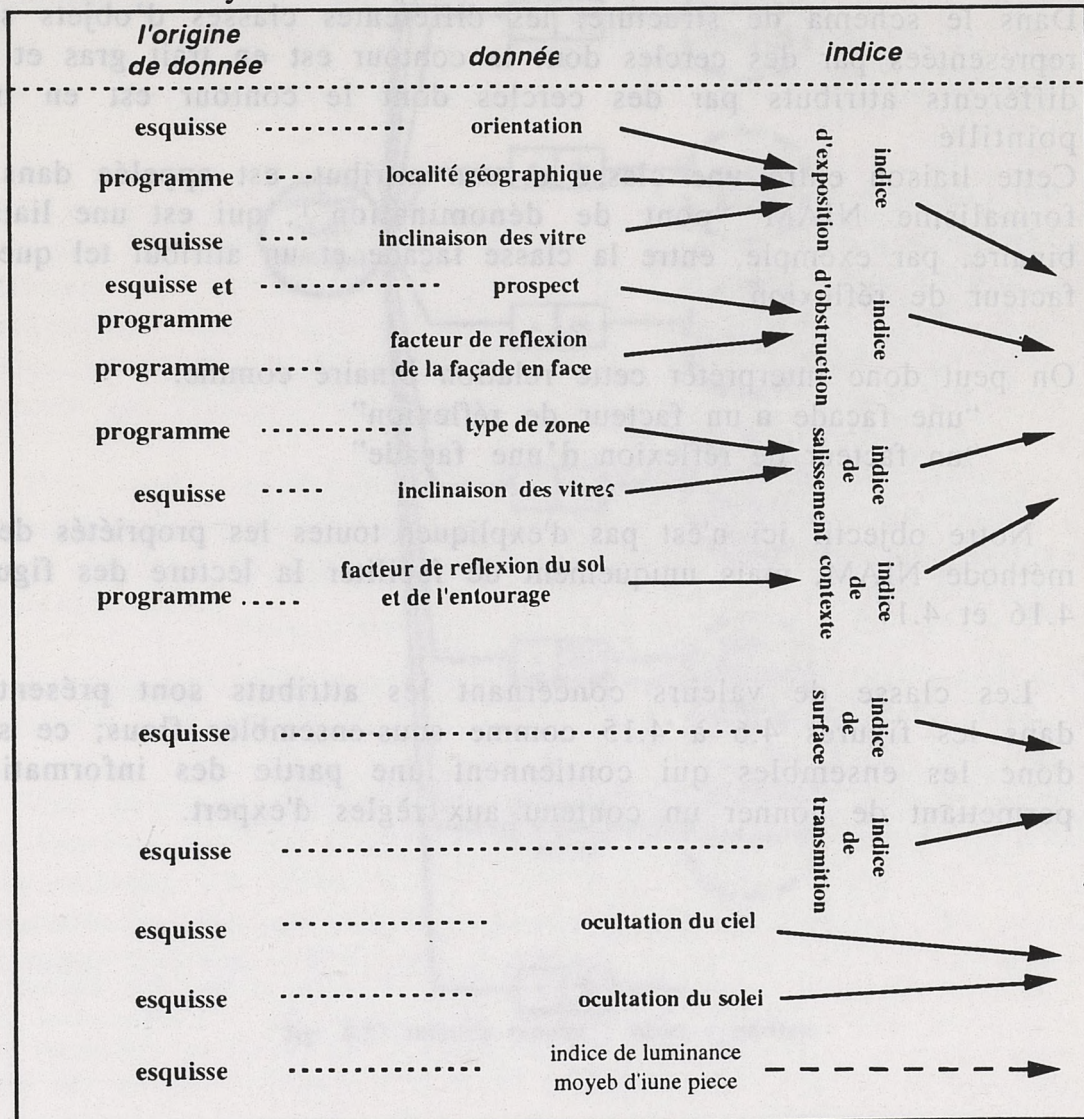 l'origine
de donnée
donnée
indice
esquisse orientation
programme localité géographique
esquisse inclinaison des vitre
indice
d'exposition
esquisse et
programme
prospect
programme
facteur de reflexion
de la façade en face
indice
d'obstruction
programme type de zone
esquisse inclinaison des vitres
indice
de
salissement
programme
facteur de reflexion du sol
et de l'entourage
indice
de
contexte
esquisse
indice
de
surface
esquisse
indice
de
transmition
esquisse ocultation du ciel
esquisse ocultation du solei
esquisse
indice de luminance
moyeb d'iune piece